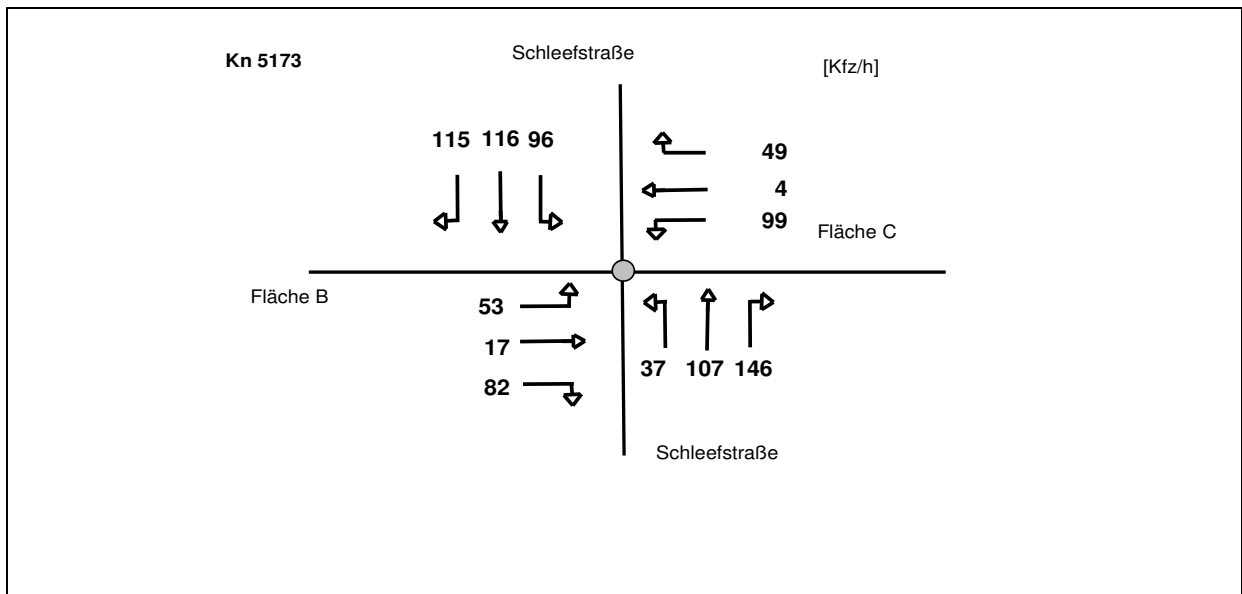 Schleefstraße
Kn 5173
[Kfz/h]
115 116 96
49
4
99
Fläche C
Fläche B
53
17
82
37 107 146
Schleefstraße